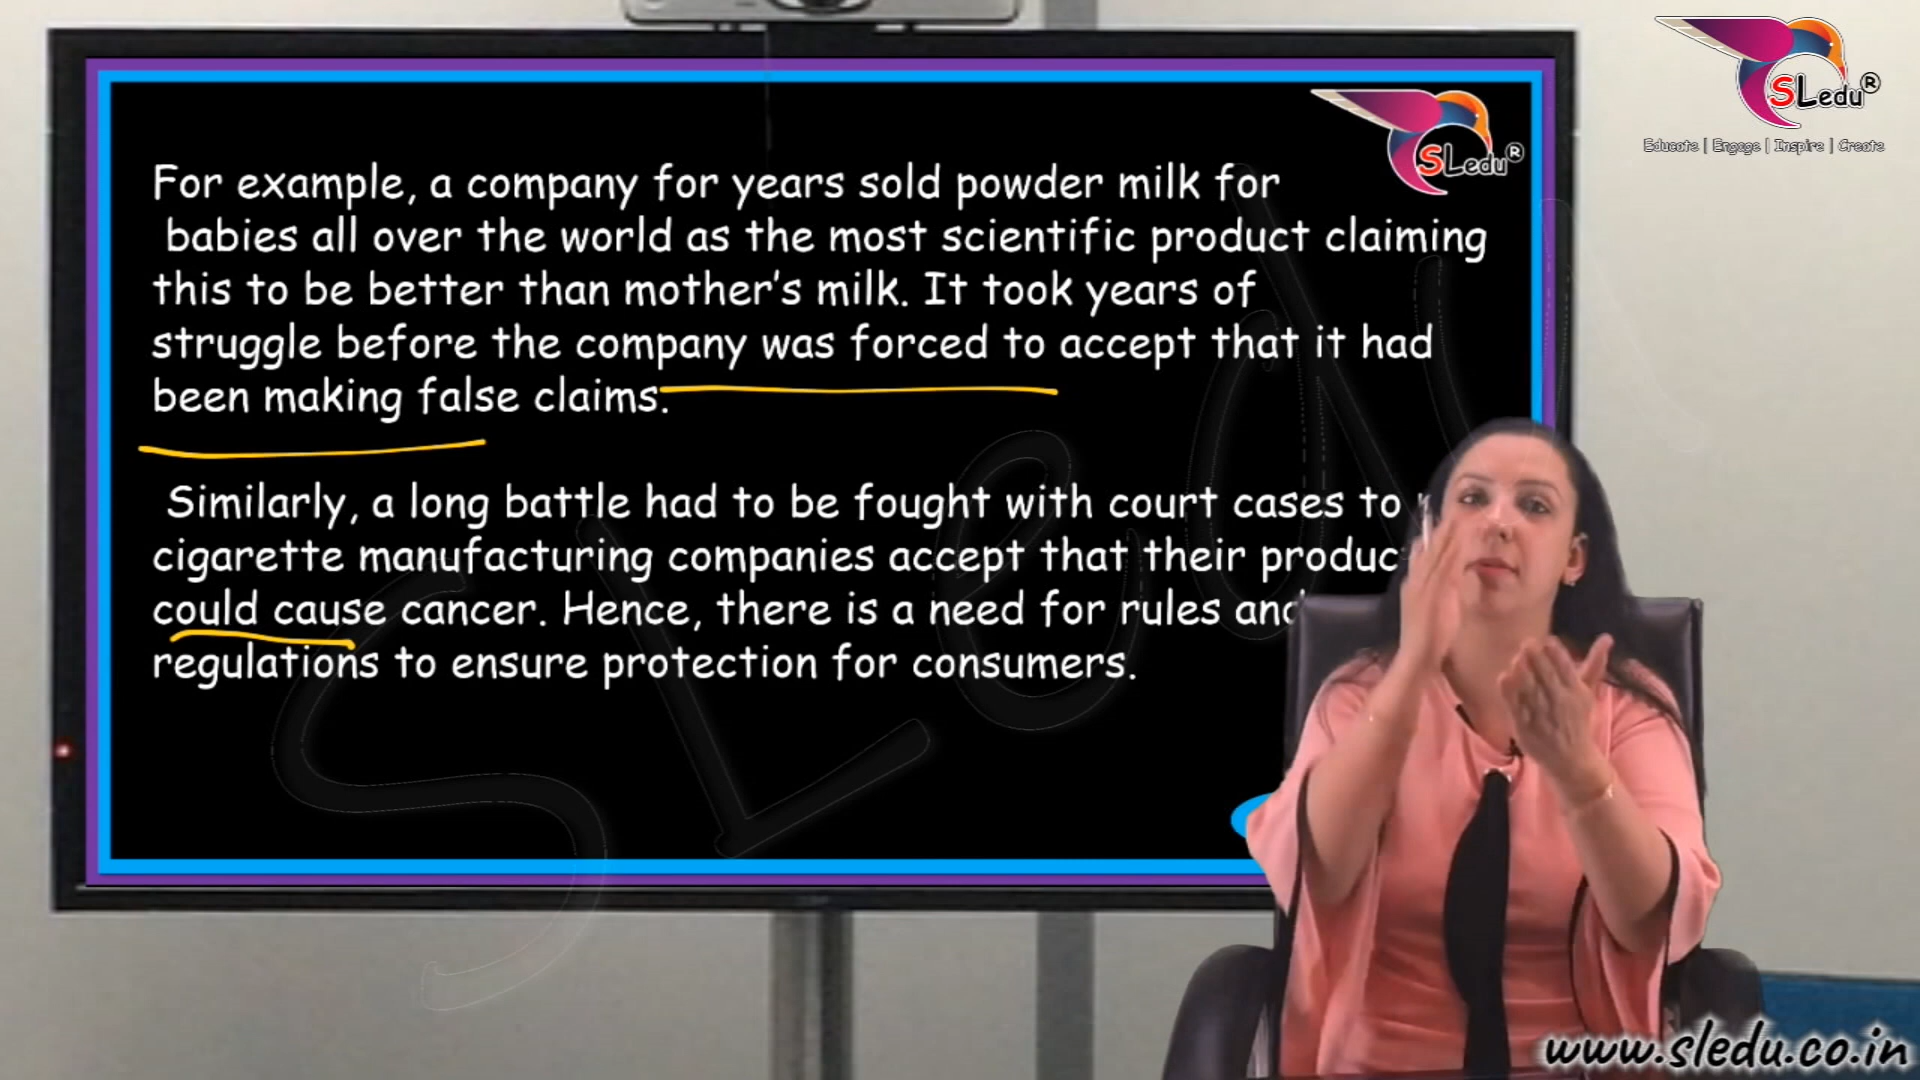 For example, a company for years sold powder milk for
babies all over the world as the most scientific product claiming
this to be better than mother's milk. It took years of
struggle before the company was forced to accept that it had
been making false claims.
Similarly, a long battle had to be fought with court cases to
cigarette manufacturing companies accept that their
could cause cancer. Hence, there is a need for rules
regulations to ensure protection for consumers.
SLedu®
SLedu®
Educate | Engage | Inspire | Create
SLedu
www.sledu.co.in